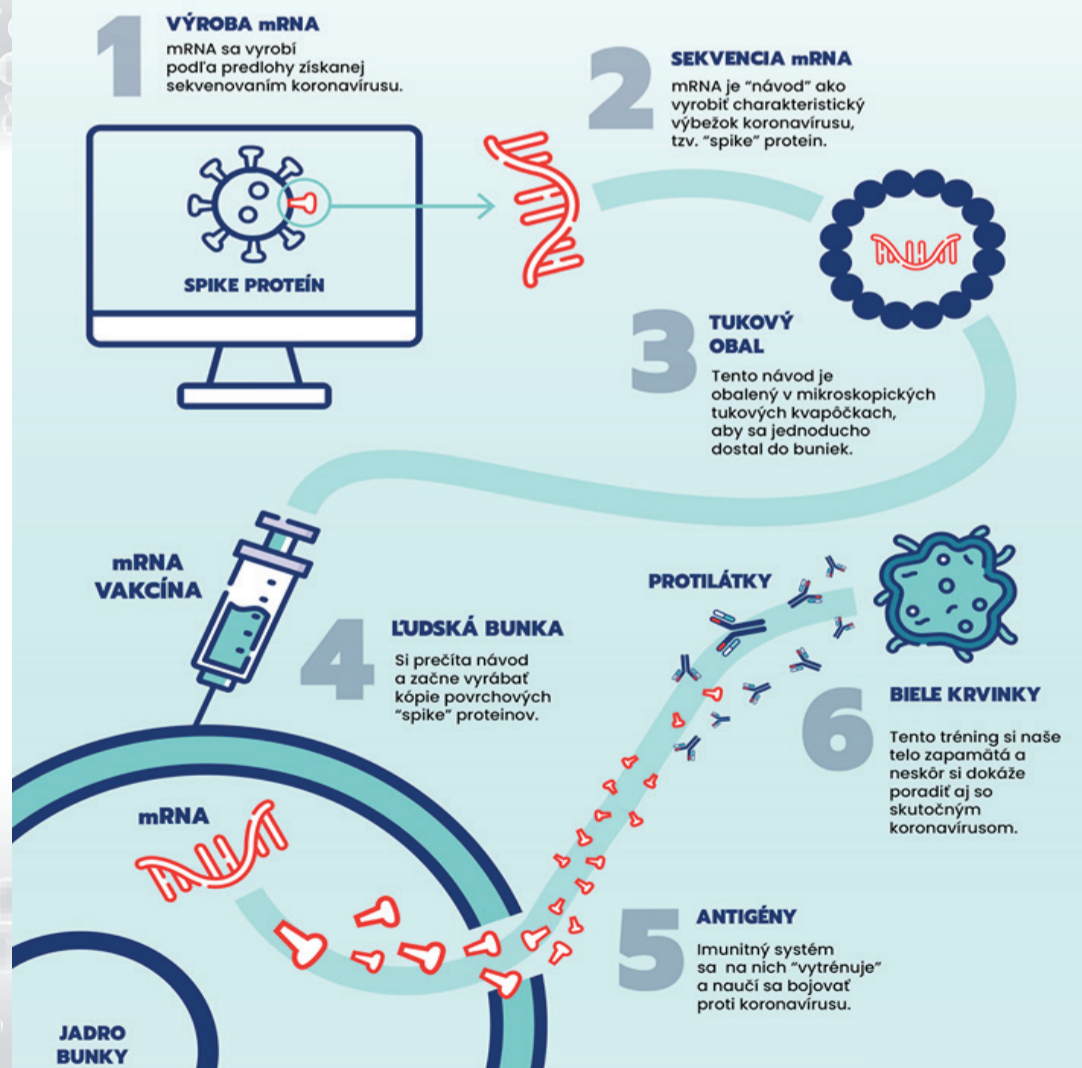 1
VÝROBA mRNA
mRNA sa vyrobí
podľa predlohy získanej
sekvenovaním koronavírusu.
SPIKE PROTEÍN
2
SEKVENCIA mRNA
mRNA je “návod” ako
vyrobiť charakteristický
výbežok koronavírusu,
tzv. “spike” protein.
3
TUKOVÝ
OBAL
Tento návod je
obalený v mikroskopických
tukových kvapôčkach,
aby sa jednoducho
dostal do buniek.
mRNA
VAKCÍNA
4
ĽUDSKÁ BUNKA
Si prečíta návod
a začne vyrábať
kópie povrchových
“spike” proteinov.
mRNA
JADRO
BUNKY
5
ANTIGÉNY
Imunitný systém
sa na nich “vytrénuje”
a naučí sa bojovať
proti koronavírusu.
PROTILÁTKY
6
BIELE KRVINKY
Tento tréning si naše
telo zapamätá a
neskôr si dokáže
poradiť aj so
skutočným
koronavírusom.